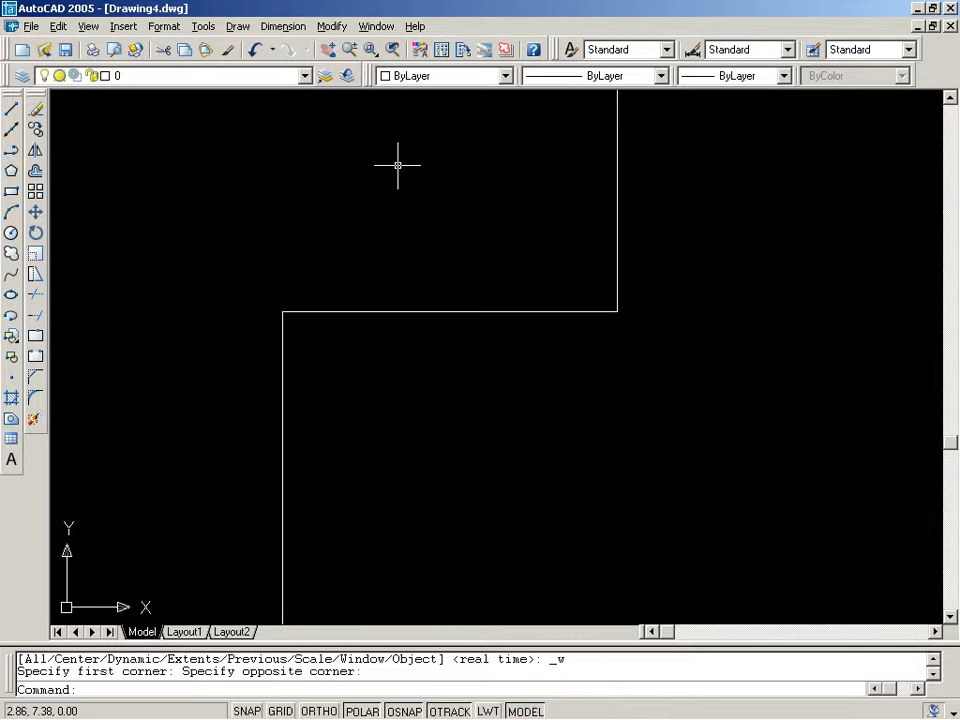 AutoCAD 2005 - [Drawing4.dwg]
File Edit View Insert Format Tools Draw Dimension Modify Window Help
Standard Standard Standard
0 ByLayer ByLayer ByLayer ByColor
A
Y
X
Model Layout1 Layout2
[All/Center/Dynamic/Extents/Previous/Scale/Window/Object] <real time>: _w
Specify first corner: Specify opposite corner:
Command:
2.86, 7.38, 0.00 SNAP GRID ORTHO POLAR OSNAP OTRACK LWT MODEL